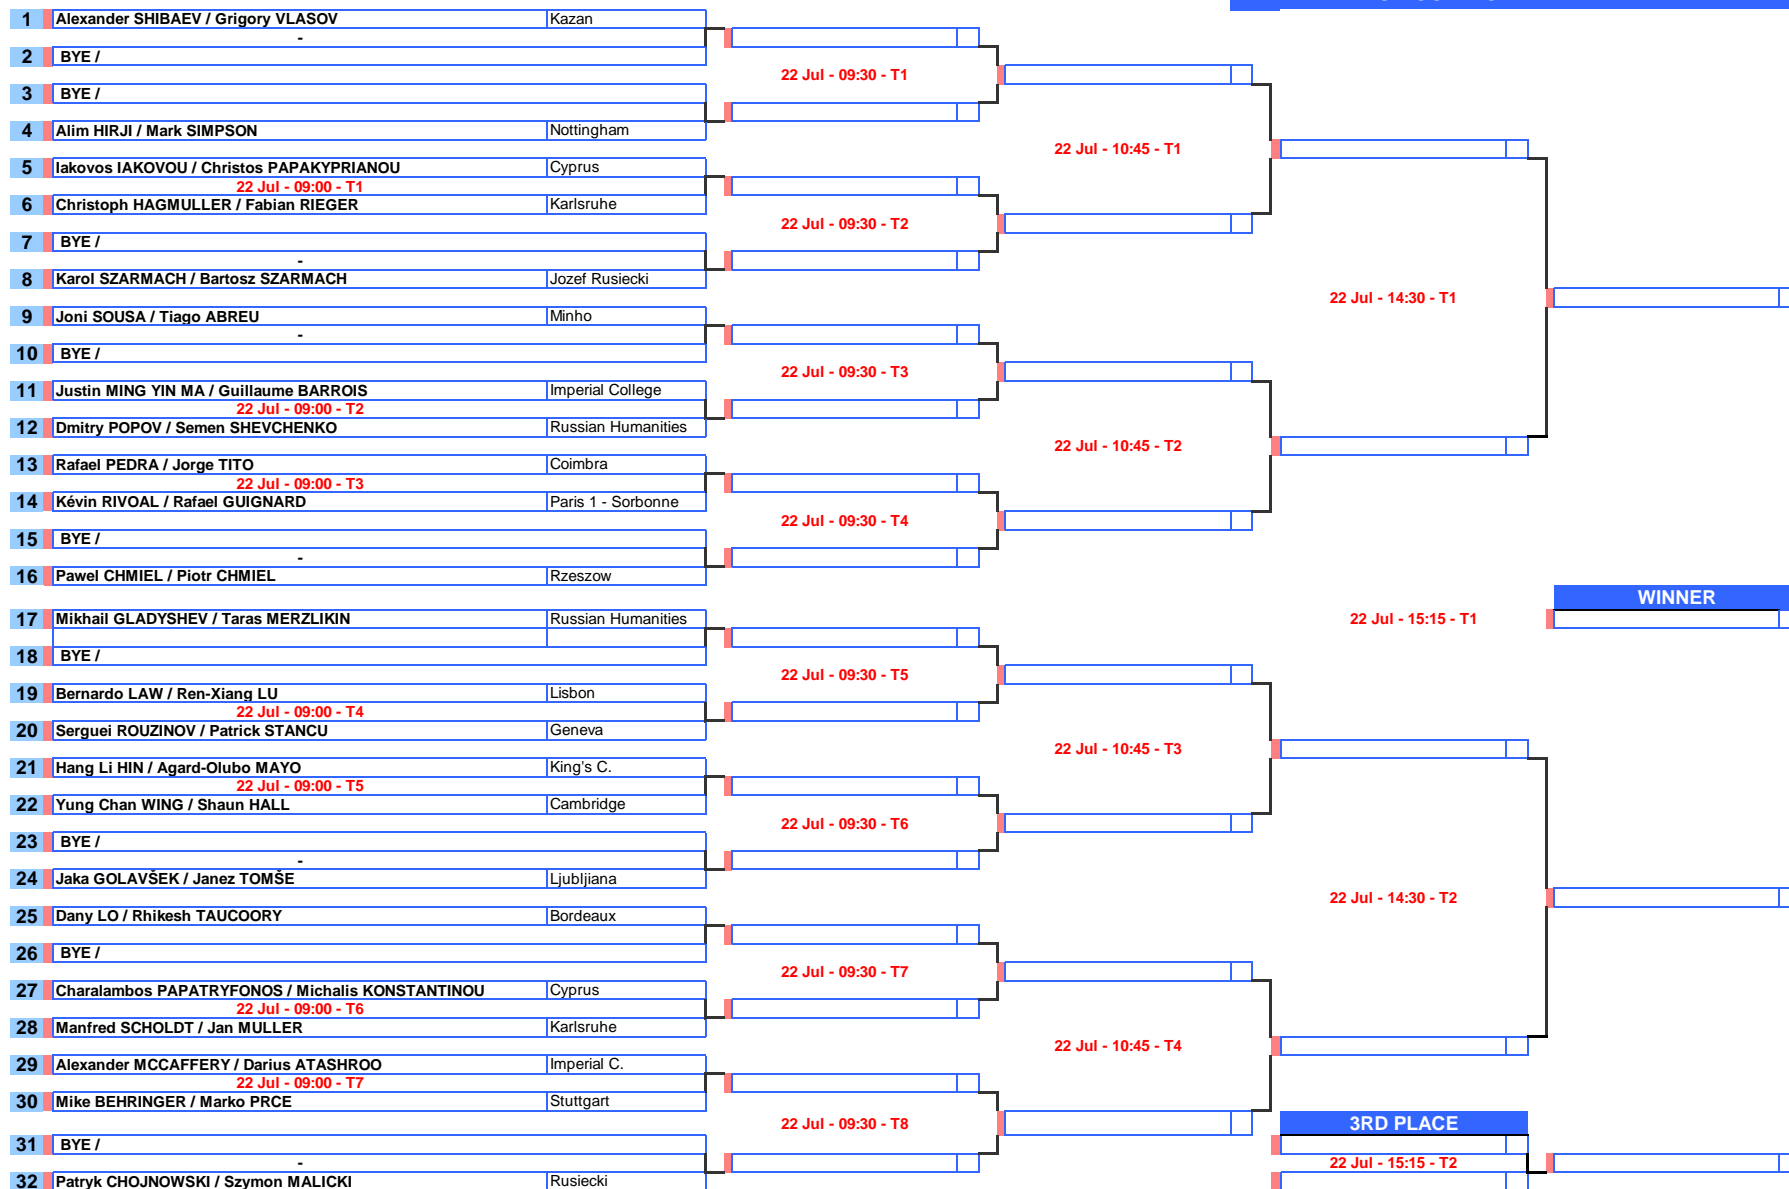 1 Alexander SHIBAEV / Grigory VLASOV Kazan
-
2 BYE /
22 Jul - 09:30 - T1
3 BYE /
4 Alim HIRJI / Mark SIMPSON Nottingham
22 Jul - 10:45 - T1
5 Iakovos IAKOVOU / Christos PAPAKYPRIANOU Cyprus
22 Jul - 09:00 - T1
6 Christoph HAGMULLER / Fabian RIEGER Karlsruhe
22 Jul - 09:30 - T2
7 BYE /
-
8 Karol SZARMACH / Bartosz SZARMACH Jozef Rusiecki
22 Jul - 14:30 - T1
9 Joni SOUSA / Tiago ABREU Minho
-
10 BYE /
22 Jul - 09:30 - T3
11 Justin MING YIN MA / Guillaume BARROIS Imperial College
22 Jul - 09:00 - T2
12 Dmitry POPOV / Semen SHEVCHENKO Russian Humanities
22 Jul - 10:45 - T2
13 Rafael PEDRA / Jorge TITO Coimbra
22 Jul - 09:00 - T3
14 Kévin RIVOAL / Rafael GUIGNARD Paris 1 - Sorbonne
22 Jul - 09:30 - T4
15 BYE /
-
16 Pawel CHMIEL / Piotr CHMIEL Rzeszow
WINNER
17 Mikhail GLADYSHEV / Taras MERZLIKIN Russian Humanities
22 Jul - 15:15 - T1
18 BYE /
22 Jul - 09:30 - T5
19 Bernardo LAW / Ren-Xiang LU Lisbon
22 Jul - 09:00 - T4
20 Serguei ROUZINOV / Patrick STANCU Geneva
22 Jul - 10:45 - T3
21 Hang Li HIN / Agard-Olubo MAYO King's C.
22 Jul - 09:00 - T5
22 Yung Chan WING / Shaun HALL Cambridge
22 Jul - 09:30 - T6
23 BYE /
-
24 Jaka GOLAVŠEK / Janez TOMŠE Ljubljiana
22 Jul - 14:30 - T2
25 Dany LO / Rhikesh TAUCOORY Bordeaux
26 BYE /
22 Jul - 09:30 - T7
27 Charalambos PAPATRYFONOS / Michalis KONSTANTINOU Cyprus
22 Jul - 09:00 - T6
28 Manfred SCHOLDT / Jan MULLER Karlsruhe
22 Jul - 10:45 - T4
29 Alexander MCCAFFERY / Darius ATASHROO Imperial C.
22 Jul - 09:00 - T7
30 Mike BEHRINGER / Marko PRCE Stuttgart
22 Jul - 09:30 - T8
3RD PLACE
31 BYE /
-
22 Jul - 15:15 - T2
32 Patryk CHOJNOWSKI / Szymon MALICKI Rusiecki